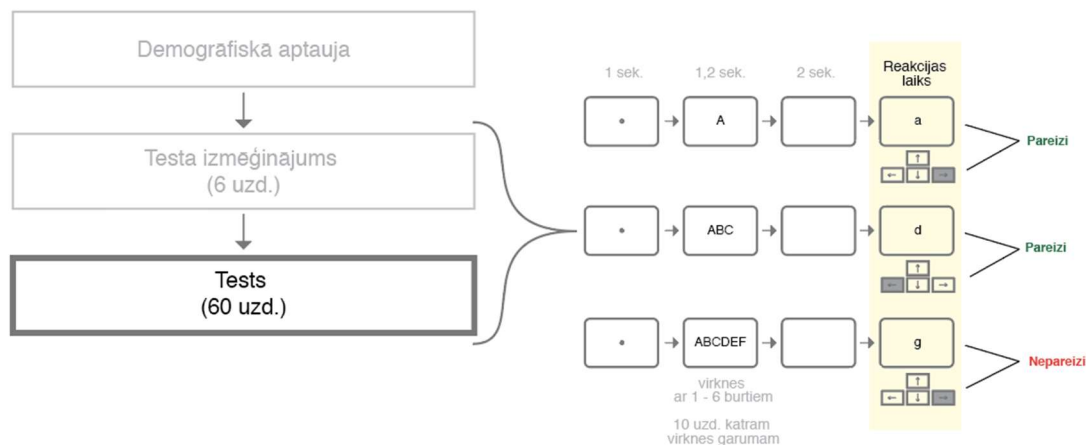 Demogrāfiskā aptauja
Testa izmēģinājums
(6 uzd.)
Tests
(60 uzd.)
1 sek.
1,2 sek.
2 sek.
Reakcijas
laiks
A
a
↑
← ↓ →
Pareizi
ABC
d
↑
← ↓ →
Pareizi
ABCDEF
g
↑
← ↓ →
Nepareizi
virknes
ar 1 - 6 burtiem
10 uzd. katram
virknes garumam